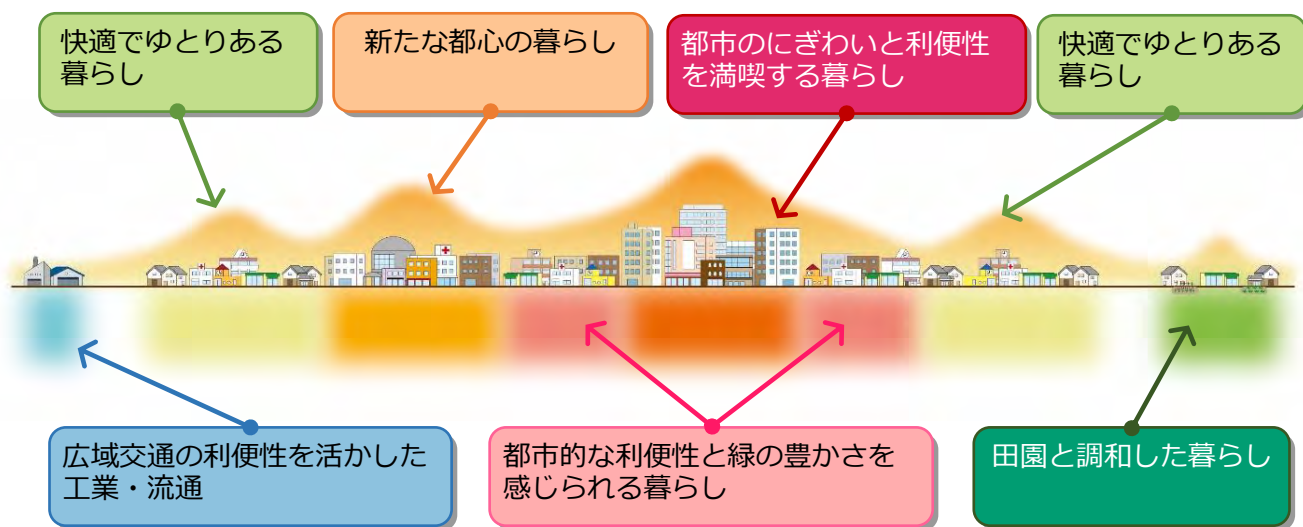 快適でゆとりある
暮らし
新たな都心の暮らし
都市のにぎわいと利便性
を満喫する暮らし
快適でゆとりある
暮らし
広域交通の利便性を活かした
工業・流通
都市的な利便性と緑の豊かさを
感じられる暮らし
田園と調和した暮らし